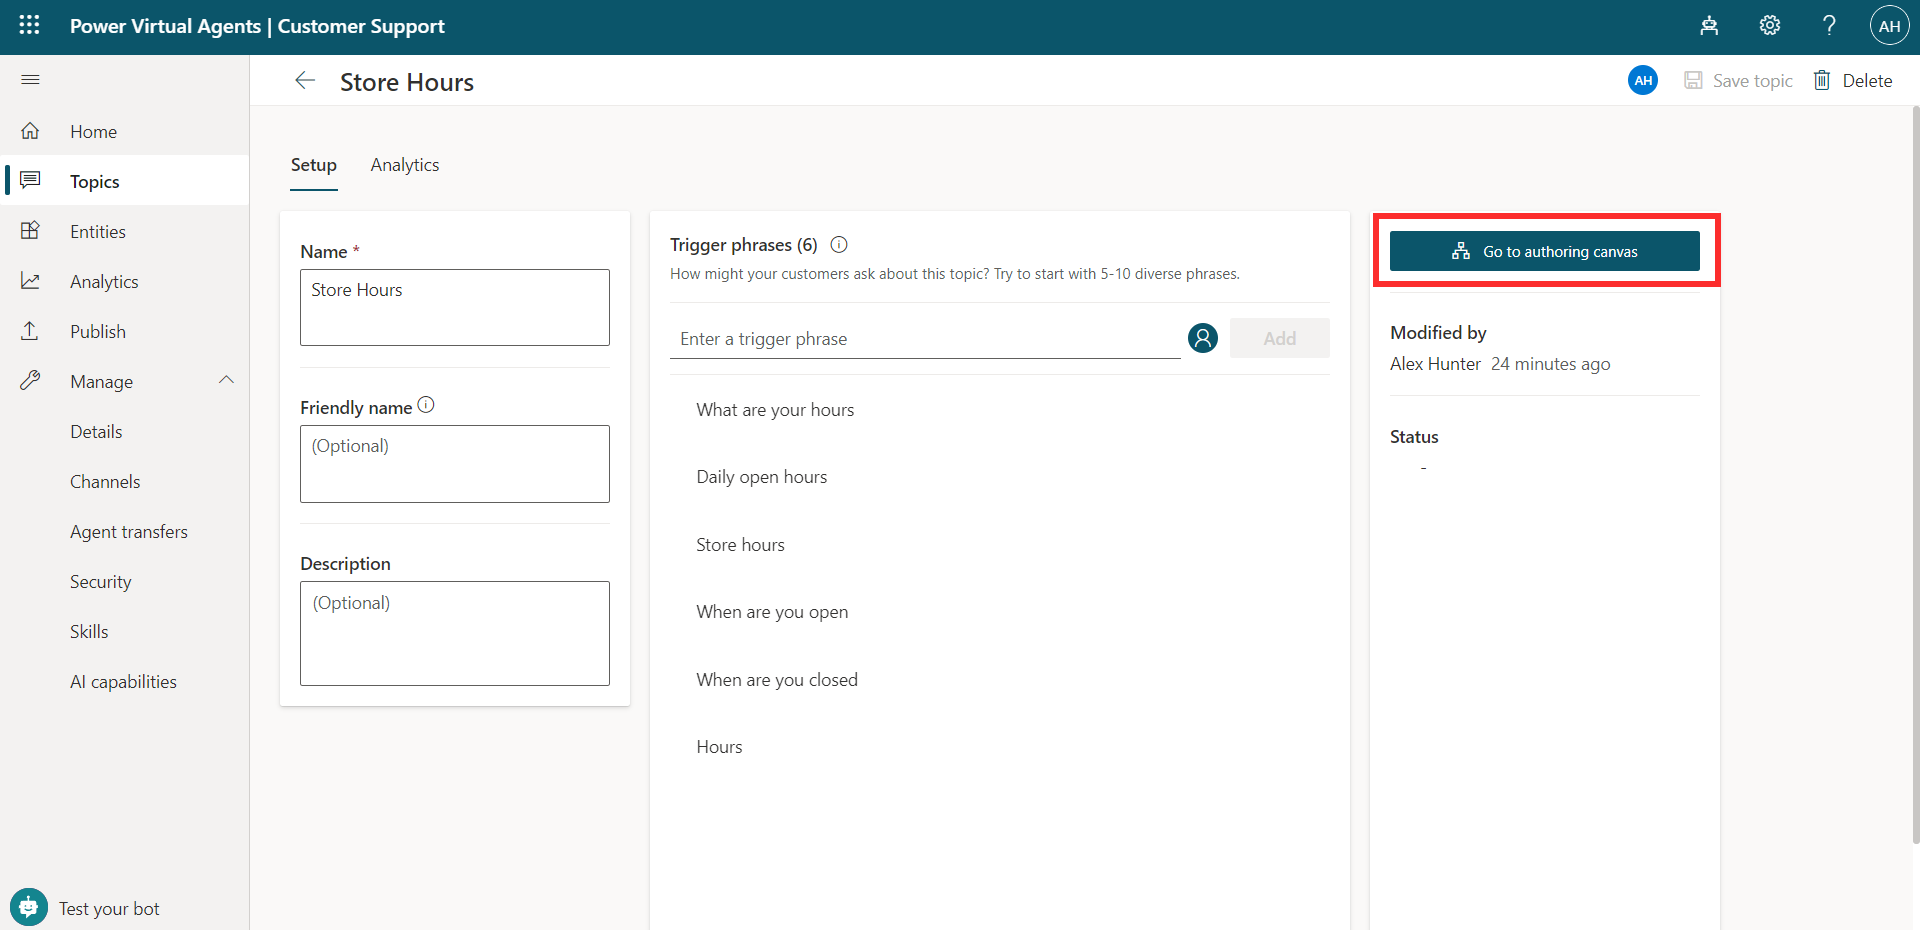 Power Virtual Agents | Customer Support
AH
Store Hours
AH
Save topic
Delete
Home
Topics
Entities
Analytics
Publish
Manage
Details
Channels
Agent transfers
Security
Skills
AI capabilities
Test your bot
Setup
Analytics
Name *
Store Hours
Friendly name
(Optional)
Description
(Optional)
Trigger phrases (6)
How might your customers ask about this topic? Try to start with 5-10 diverse phrases.
Enter a trigger phrase
Add
What are your hours
Daily open hours
Store hours
When are you open
When are you closed
Hours
Go to authoring canvas
Modified by
Alex Hunter 24 minutes ago
Status
-